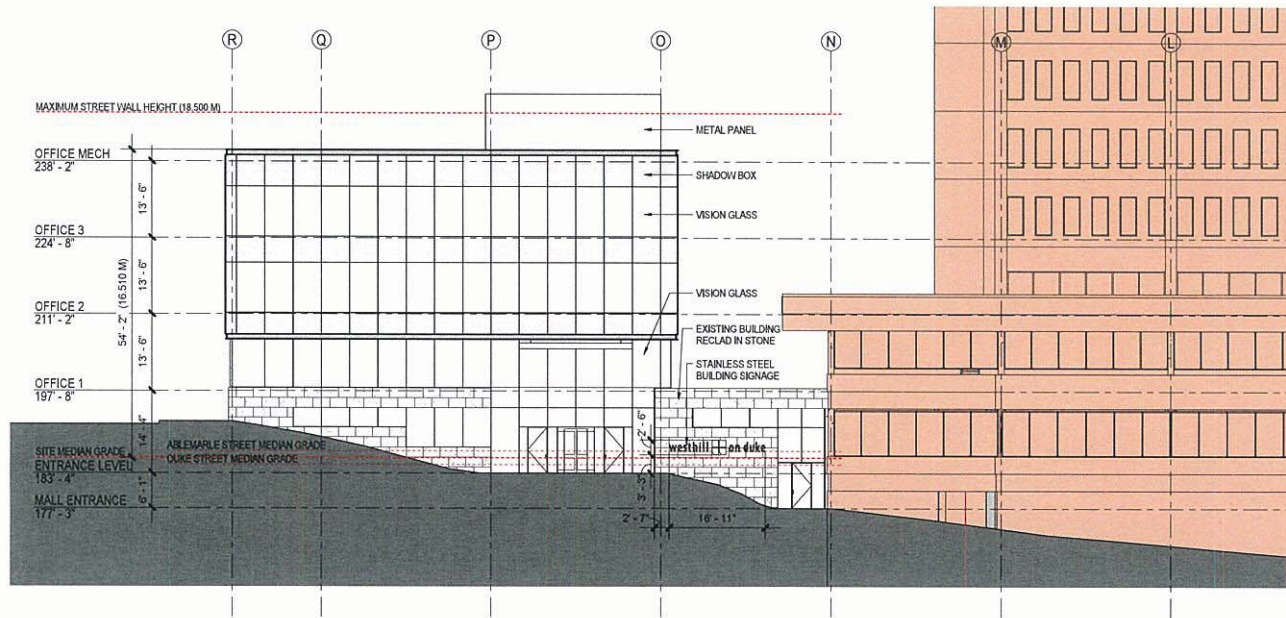 R Q P O N M L
MAXIMUM STREET WALL HEIGHT (18.500 M)
METAL PANEL
OFFICE MECH
238' - 2"
SHADOW BOX
13' - 6"
VISION GLASS
OFFICE 3
224' - 8"
54' - 2" (16.510 M)
13' - 6"
VISION GLASS
OFFICE 2
211' - 2"
EXISTING BUILDING
RECLAD IN STONE
13' - 6"
STAINLESS STEEL
BUILDING SIGNAGE
OFFICE 1
197' - 8"
2' - 6"
14' - 4"
ABLEMARLE STREET MEDIAN GRADE
westhill on duke
SITE MEDIAN GRADE
DUKE STREET MEDIAN GRADE
ENTRANCE LEVEL
183' - 4"
3' - 3"
6' - 1"
MALL ENTRANCE
177' - 3"
2' - 7"
16' - 11"